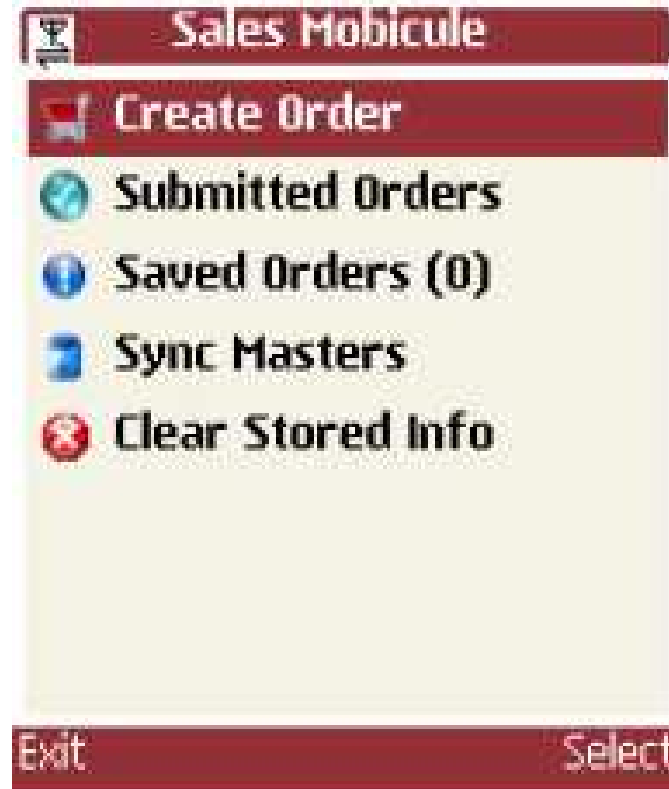 Sales Mobicule
Create Order
Submitted Orders
Saved Orders (0)
Sync Masters
Clear Stored Info
Exit Select